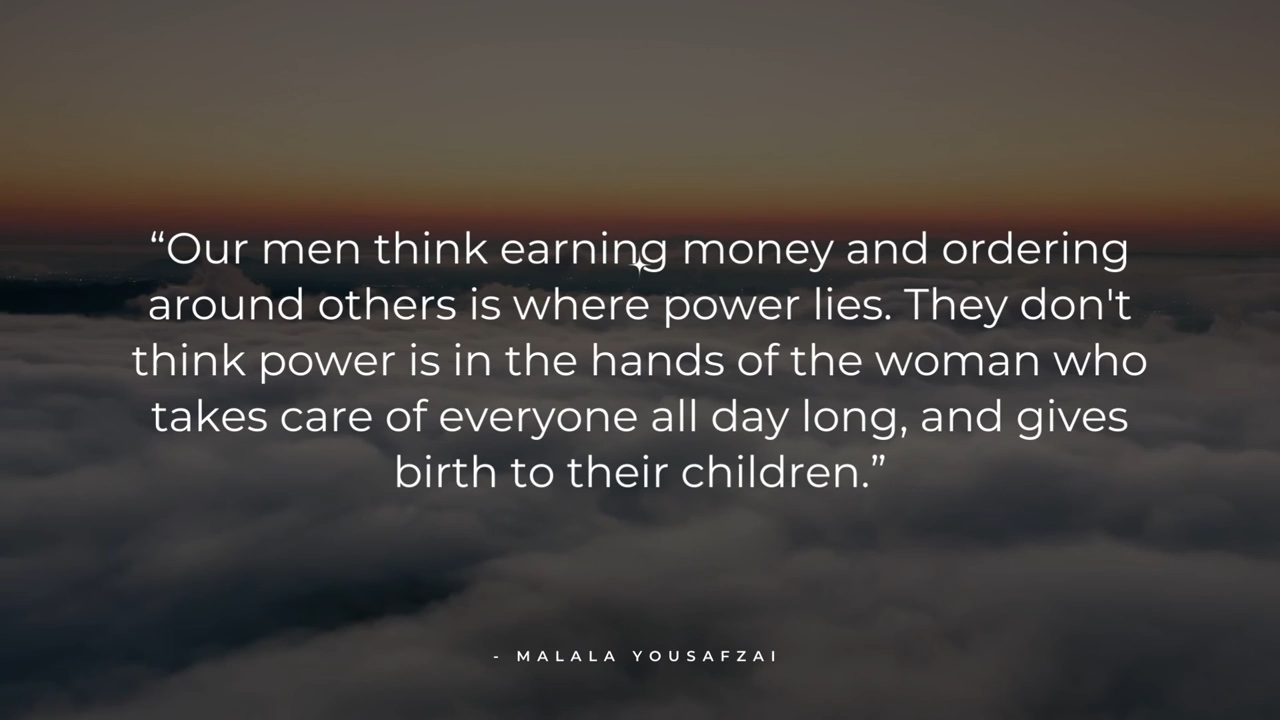 “Our men think earning money and ordering
around others is where power lies. They don't
think power is in the hands of the woman who
takes care of everyone all day long, and gives
birth to their children.”
- MALALA YOUSAFZAI